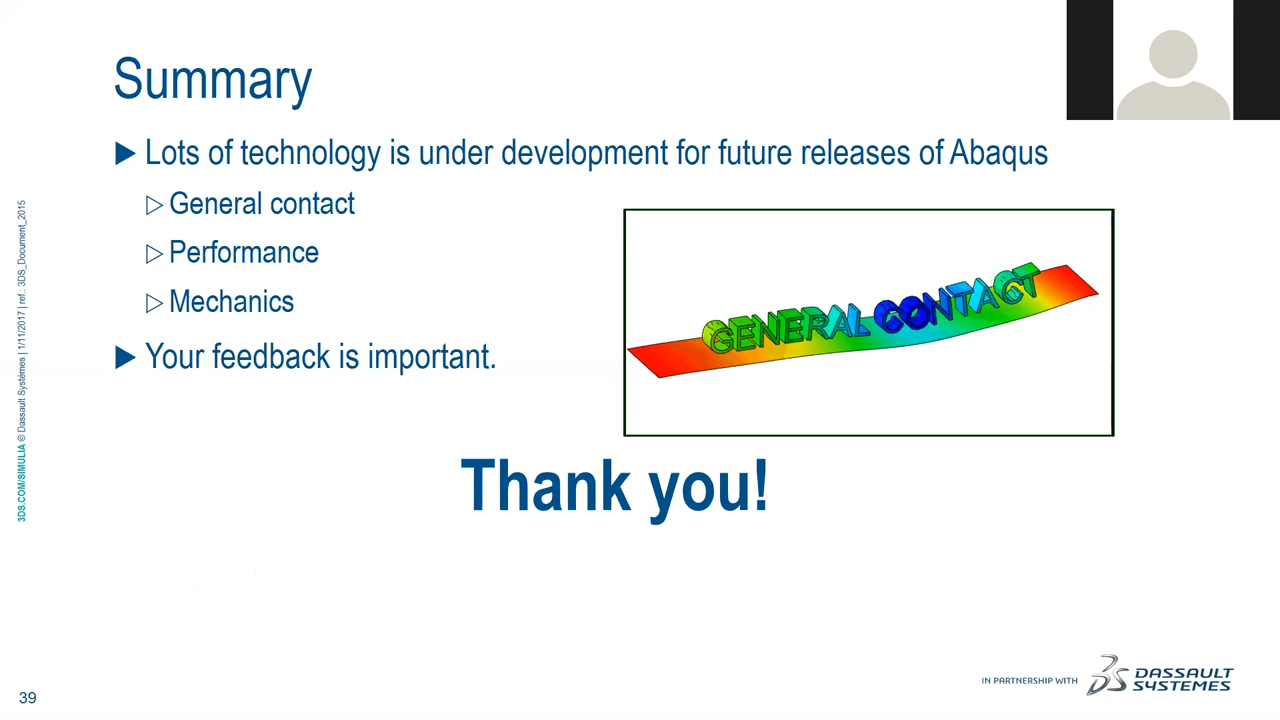 Summary
Lots of technology is under development for future releases of Abaqus
General contact
Performance
Mechanics
Your feedback is important.
GENERAL CONTACT
Thank you!
3DS.COM/SIMULIA © Dassault Systèmes | 1/11/2017 | ref.: 3DS_Document_2015
39
IN PARTNERSHIP WITH
DASSAULT
SYSTEMES